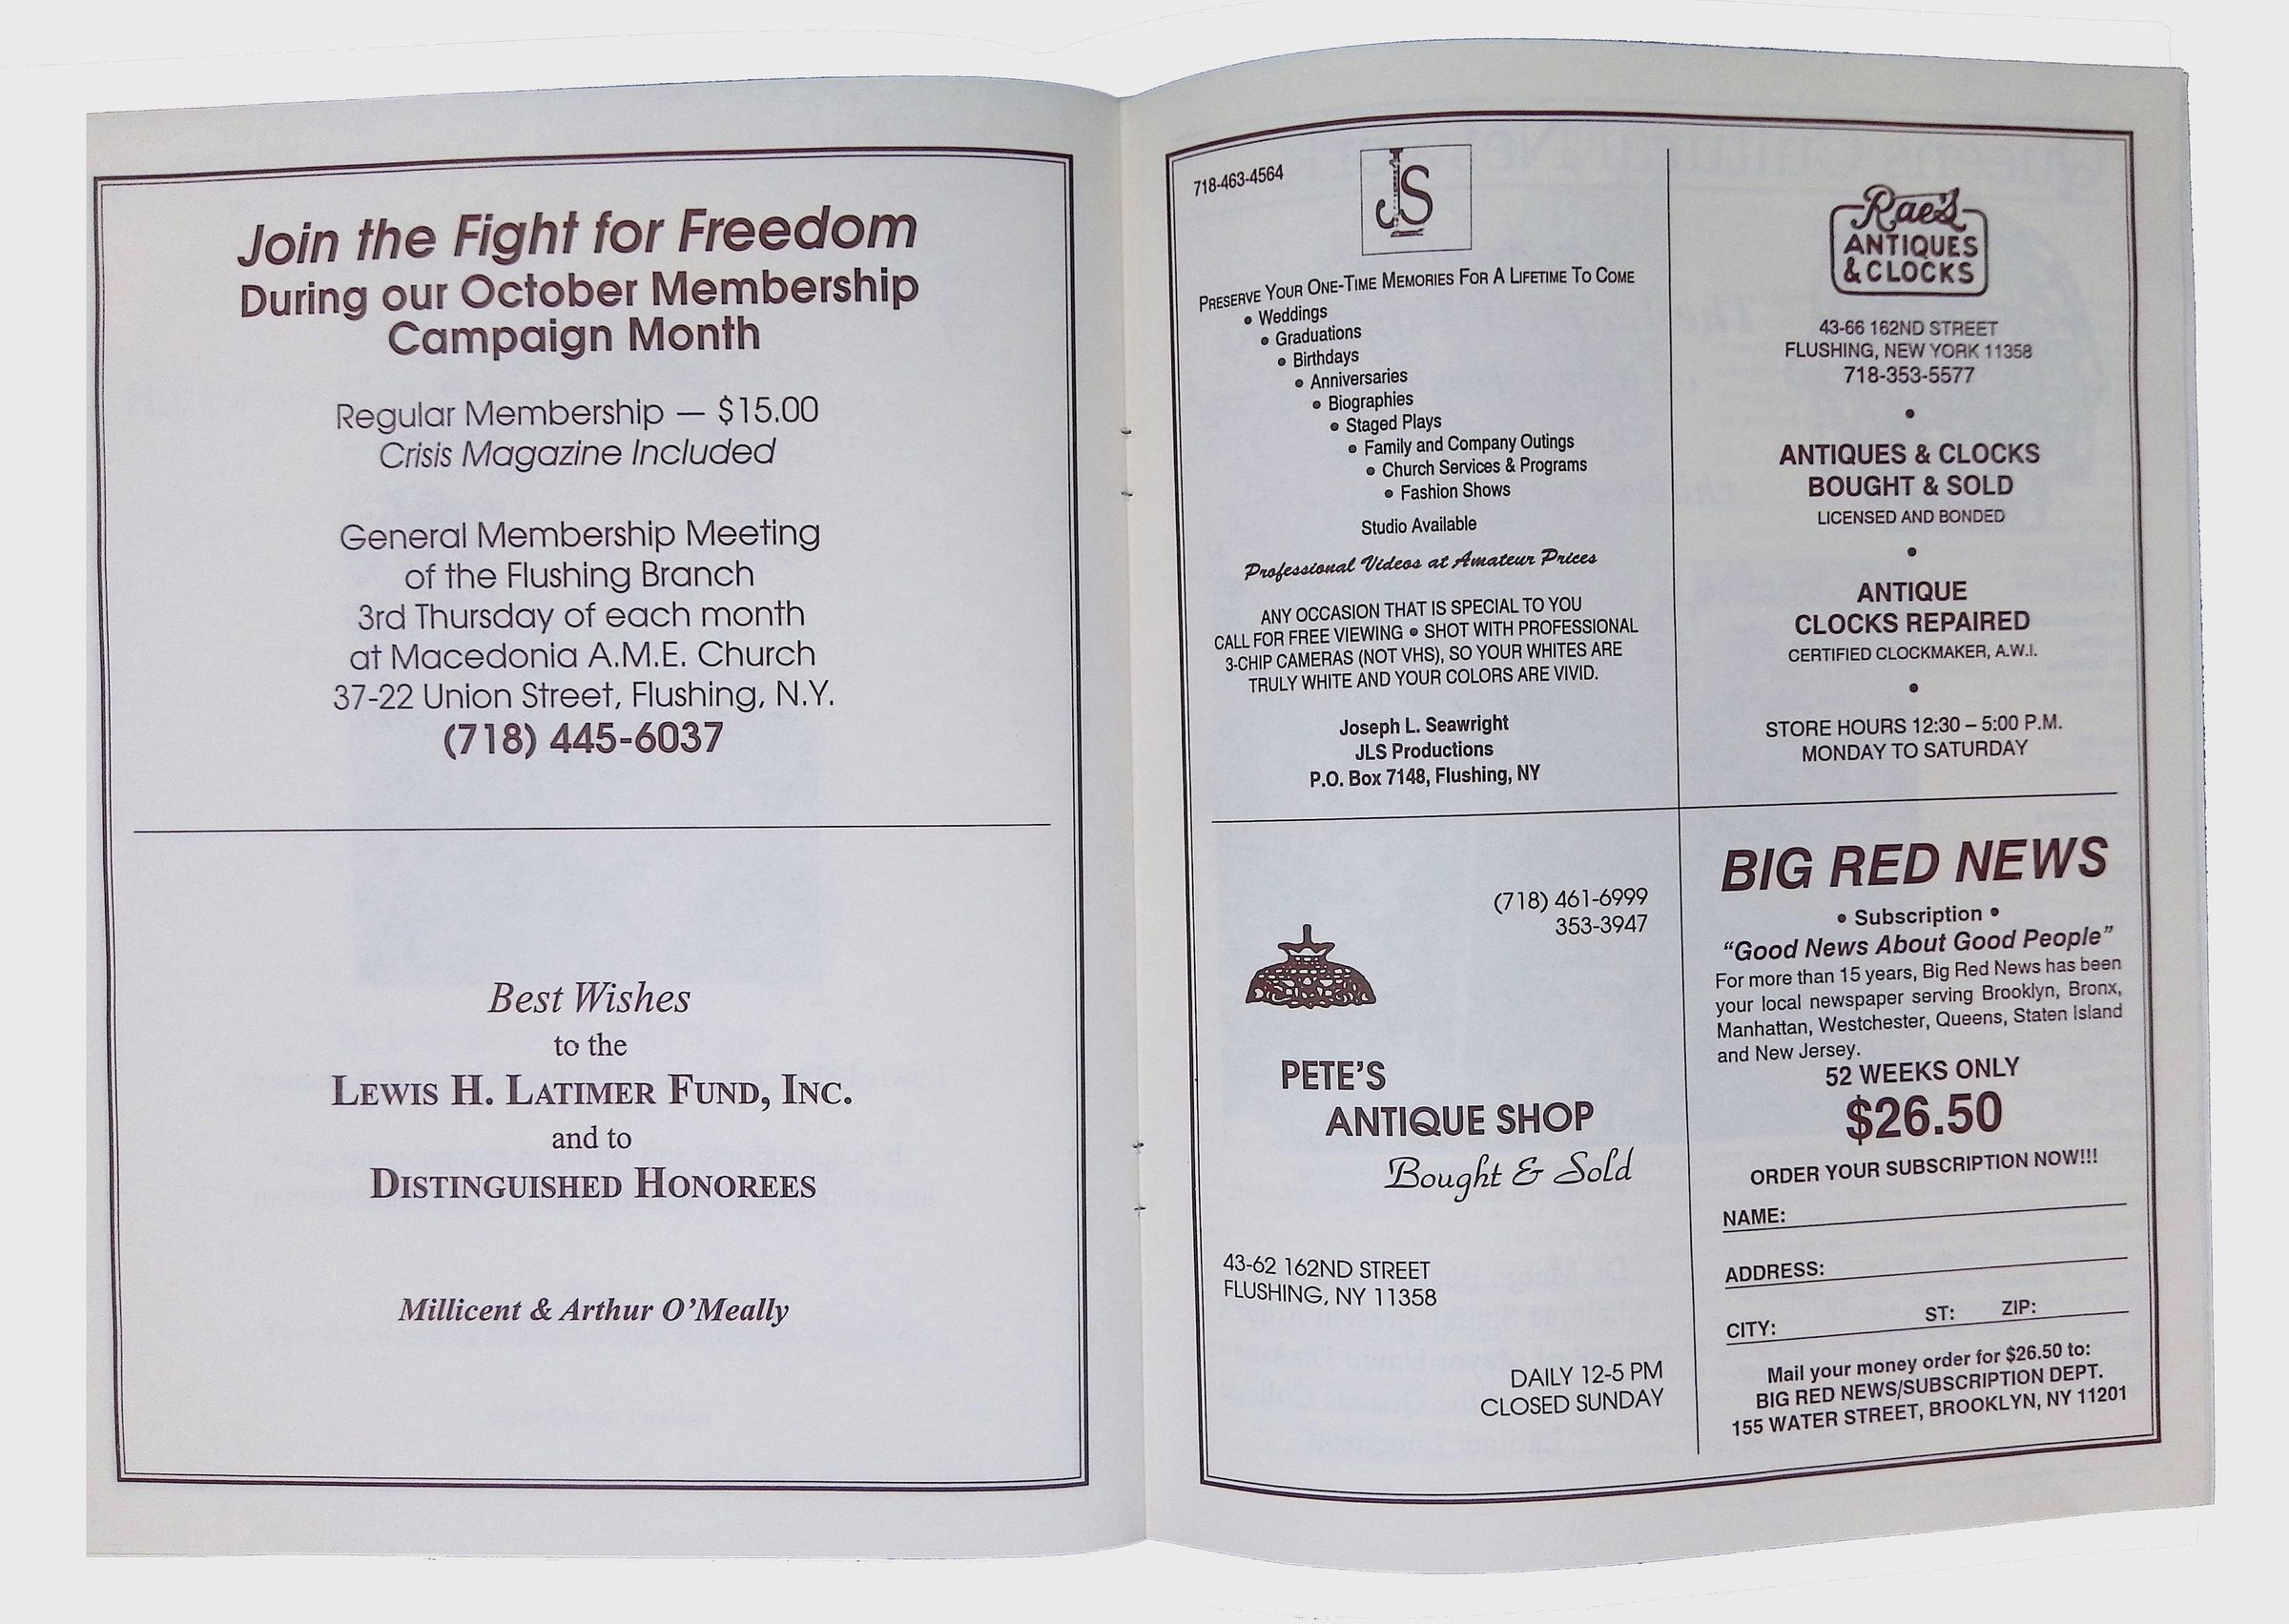 Join the Fight for Freedom
During our October Membership
Campaign Month
Regular Membership — $15.00
Crisis Magazine Included
General Membership Meeting
of the Flushing Branch
3rd Thursday of each month
at Macedonia A.M.E. Church
37-22 Union Street, Flushing, N.Y.
(718) 445-6037
Best Wishes
to the
LEWIS H. LATIMER FUND, INC.
and to
DISTINGUISHED HONOREES
Millicent & Arthur O'Meally
718-463-4564
JLS
PRESERVE YOUR ONE-TIME MEMORIES FOR A LIFETIME TO COME
• Weddings
• Graduations
• Birthdays
• Anniversaries
• Biographies
• Staged Plays
• Family and Company Outings
• Church Services & Programs
• Fashion Shows
Studio Available
Professional Videos at Amateur Prices
ANY OCCASION THAT IS SPECIAL TO YOU
CALL FOR FREE VIEWING • SHOT WITH PROFESSIONAL
3-CHIP CAMERAS (NOT VHS), SO YOUR WHITES ARE
TRULY WHITE AND YOUR COLORS ARE VIVID.
Joseph L. Seawright
JLS Productions
P.O. Box 7148, Flushing, NY
Rae's
ANTIQUES
& CLOCKS
43-66 162ND STREET
FLUSHING, NEW YORK 11358
718-353-5577
•
ANTIQUES & CLOCKS
BOUGHT & SOLD
LICENSED AND BONDED
•
ANTIQUE
CLOCKS REPAIRED
CERTIFIED CLOCKMAKER, A.W.I.
•
STORE HOURS 12:30 – 5:00 P.M.
MONDAY TO SATURDAY
(718) 461-6999
353-3947
PETE'S
ANTIQUE SHOP
Bought & Sold
43-62 162ND STREET
FLUSHING, NY 11358
DAILY 12-5 PM
CLOSED SUNDAY
BIG RED NEWS
• Subscription •
“Good News About Good People”
For more than 15 years, Big Red News has been
your local newspaper serving Brooklyn, Bronx,
Manhattan, Westchester, Queens, Staten Island
and New Jersey.
52 WEEKS ONLY
$26.50
ORDER YOUR SUBSCRIPTION NOW!!!
NAME:
ADDRESS:
CITY: ST: ZIP:
Mail your money order for $26.50 to:
BIG RED NEWS/SUBSCRIPTION DEPT.
155 WATER STREET, BROOKLYN, NY 11201